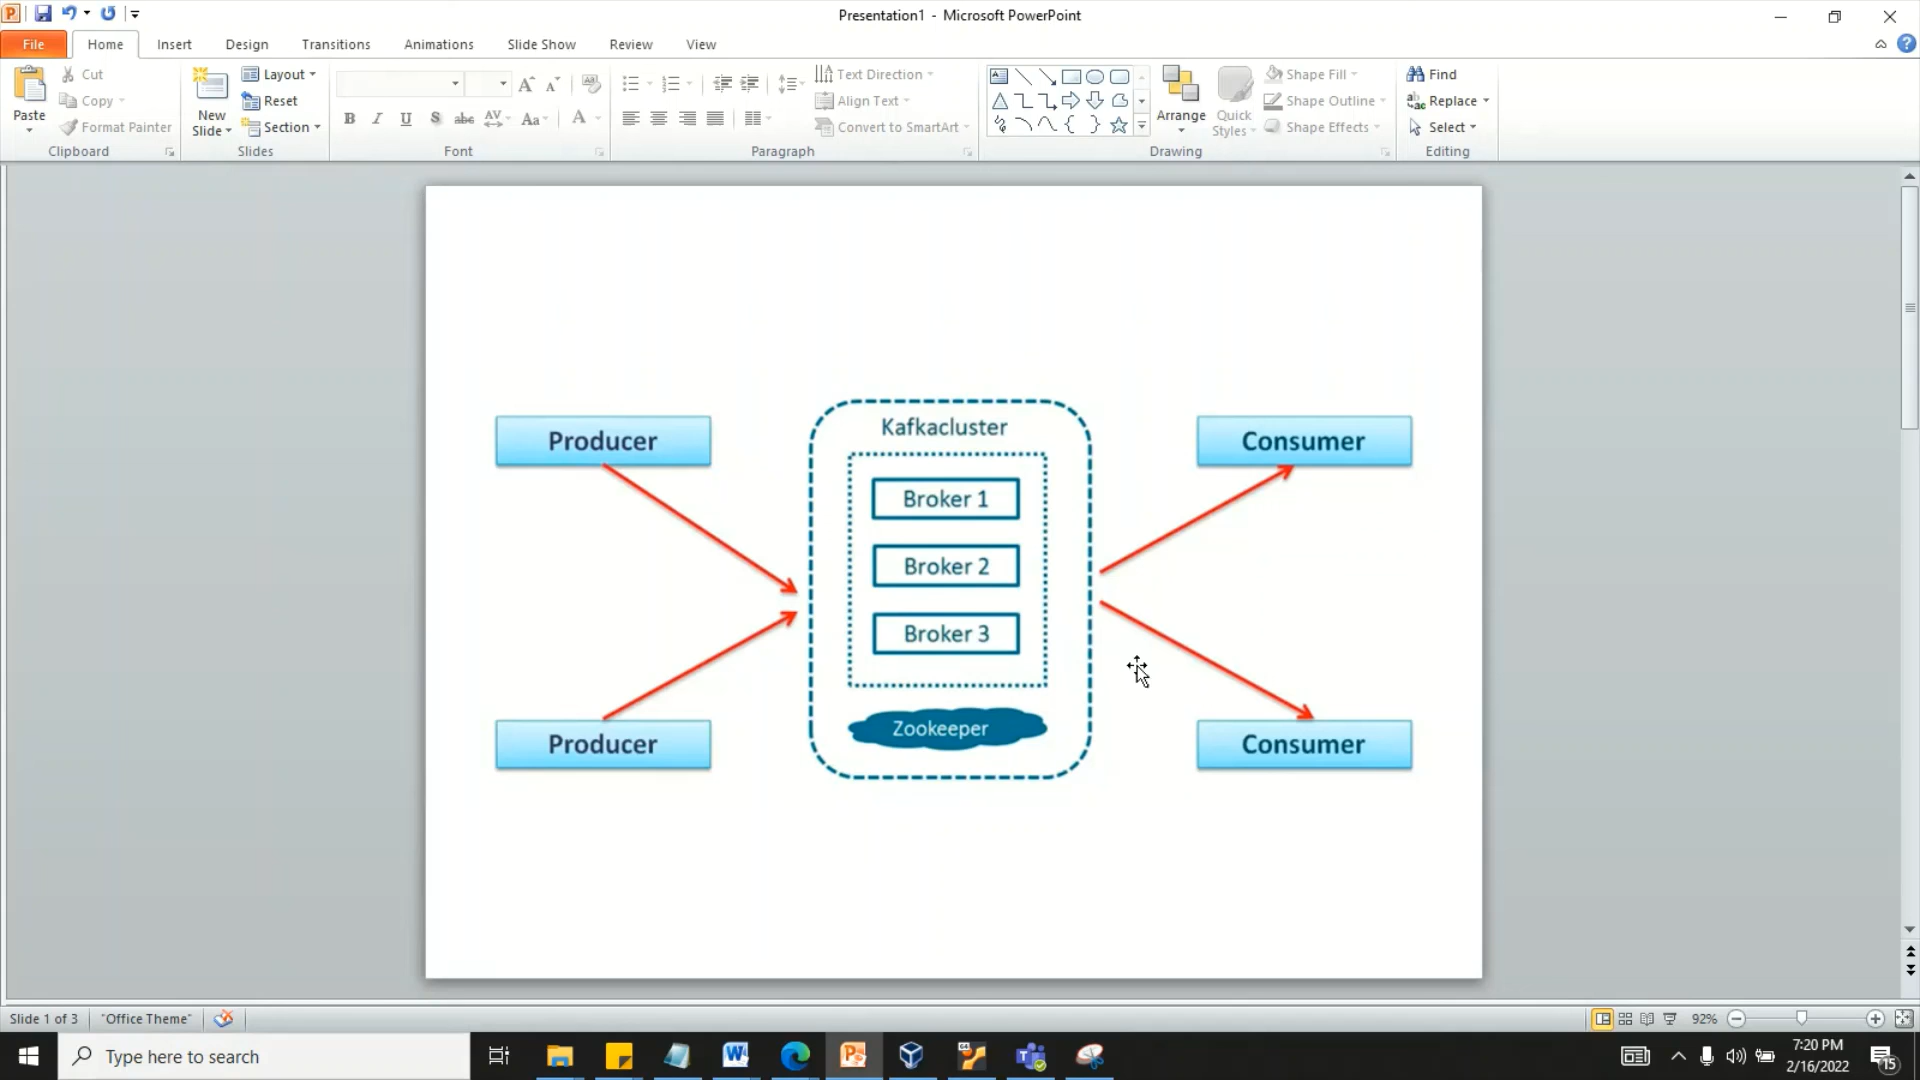 Presentation1 - Microsoft PowerPoint
File Home Insert Design Transitions Animations Slide Show Review View
Paste
Cut
Copy
Format Painter
Clipboard
New
Slide
Layout
Reset
Section
Slides
B I U S abc AV Aa A
Font
Text Direction
Align Text
Convert to SmartArt
Paragraph
Arrange
Quick
Styles
Shape Fill
Shape Outline
Shape Effects
Drawing
Find
Replace
Select
Editing
Producer
Kafkacluster
Consumer
Broker 1
Broker 2
Broker 3
Zookeeper
Producer
Consumer
Slide 1 of 3
"Office Theme"
92%
Type here to search
7:20 PM
2/16/2022
15